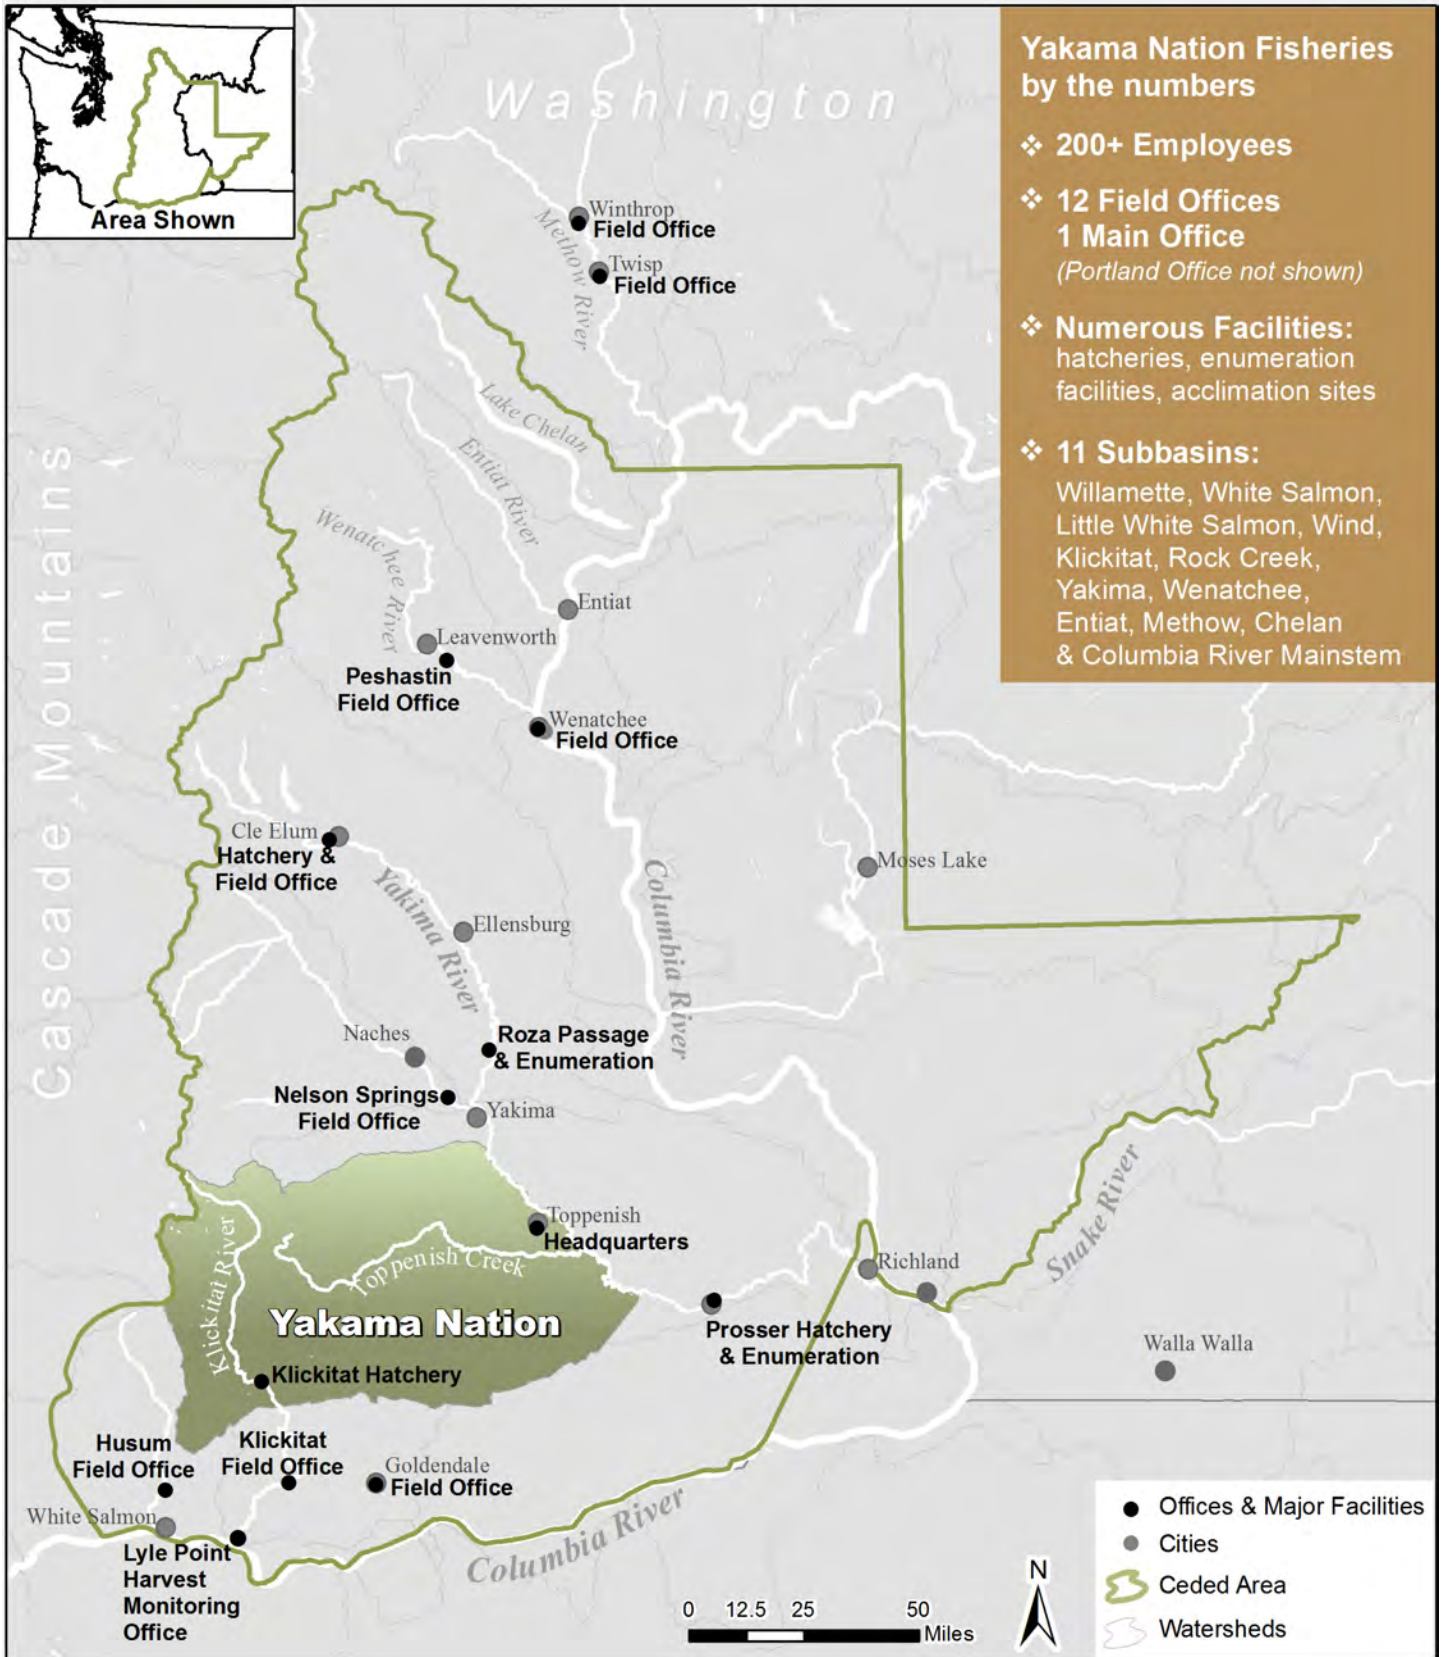 Area Shown
Washington
Yakama Nation Fisheries
by the numbers
❖ 200+ Employees
❖ 12 Field Offices
1 Main Office
(Portland Office not shown)
❖ Numerous Facilities:
hatcheries, enumeration
facilities, acclimation sites
❖ 11 Subbasins:
Willamette, White Salmon,
Little White Salmon, Wind,
Klickitat, Rock Creek,
Yakima, Wenatchee,
Entiat, Methow, Chelan
& Columbia River Mainstem
Winthrop
Field Office
Methow River
Twisp
Field Office
Lake Chelan
Entiat River
Wenatchee River
Cascade Mountains
Entiat
Leavenworth
Peshastin
Field Office
Wenatchee
Field Office
Cle Elum
Hatchery &
Field Office
Yakima River
Columbia River
Moses Lake
Ellensburg
Naches
Roza Passage
& Enumeration
Nelson Springs
Field Office
Yakima
Toppenish
Headquarters
Klickitat River
Toppenish Creek
Yakama Nation
Richland
Snake River
Prosser Hatchery
& Enumeration
Walla Walla
Klickitat Hatchery
Husum
Field Office
Klickitat
Field Office
Goldendale
Field Office
White Salmon
Lyle Point
Harvest
Monitoring
Office
Columbia River
0 12.5 25 50
Miles
N
Offices & Major Facilities
Cities
Ceded Area
Watersheds